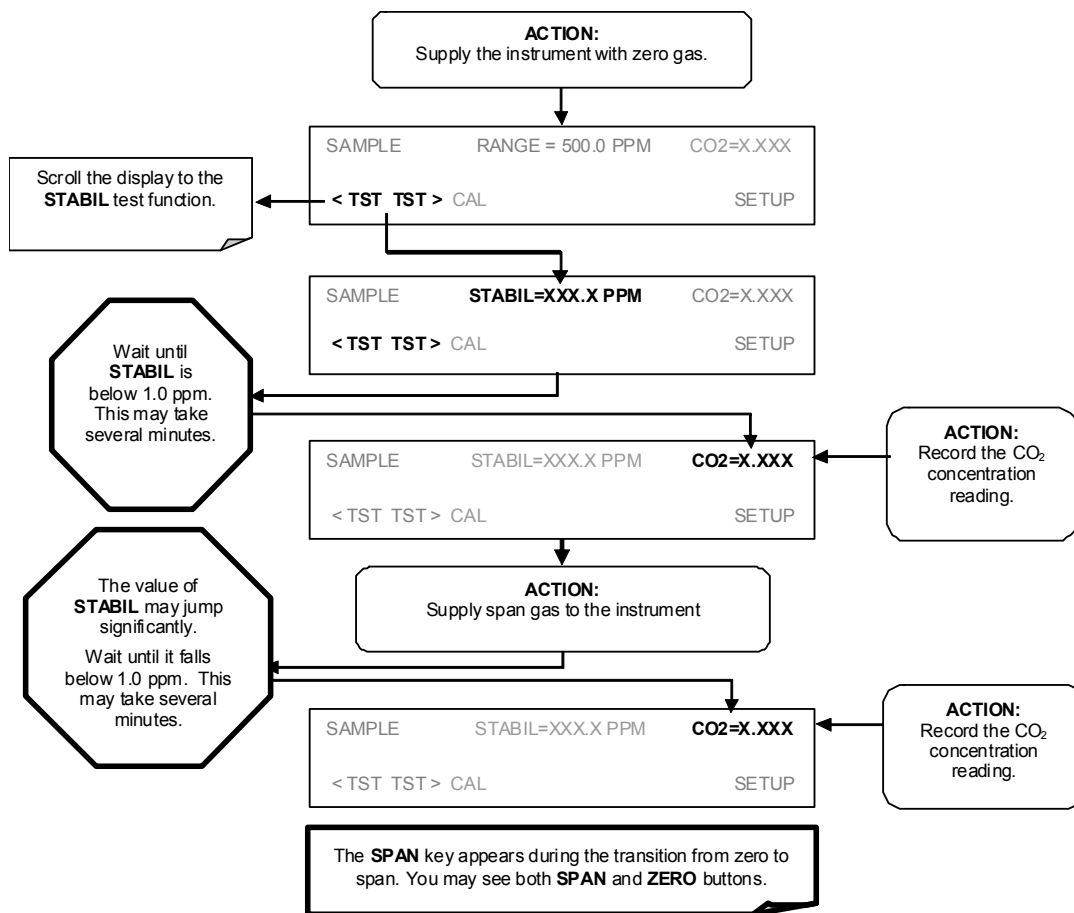 ACTION:
Supply the instrument with zero gas.
SAMPLE RANGE = 500.0 PPM CO2=X.XXX
< TST TST > CAL SETUP
Scroll the display to the
STABIL test function.
SAMPLE STABIL=XXX.X PPM CO2=X.XXX
< TST TST > CAL SETUP
Wait until
STABIL is
below 1.0 ppm.
This may take
several minutes.
SAMPLE STABIL=XXX.X PPM CO2=X.XXX
< TST TST > CAL SETUP
ACTION:
Record the CO₂
concentration
reading.
ACTION:
Supply span gas to the instrument
The value of
STABIL may jump
significantly.
Wait until it falls
below 1.0 ppm. This
may take several
minutes.
SAMPLE STABIL=XXX.X PPM CO2=X.XXX
< TST TST > CAL SETUP
ACTION:
Record the CO₂
concentration
reading.
The SPAN key appears during the transition from zero to
span. You may see both SPAN and ZERO buttons.